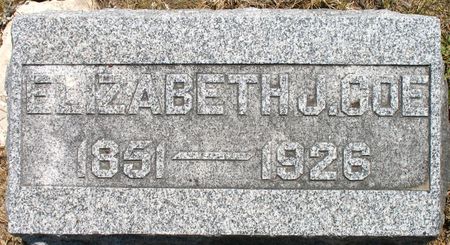 ELIZABETH J. COE
1851 — 1926